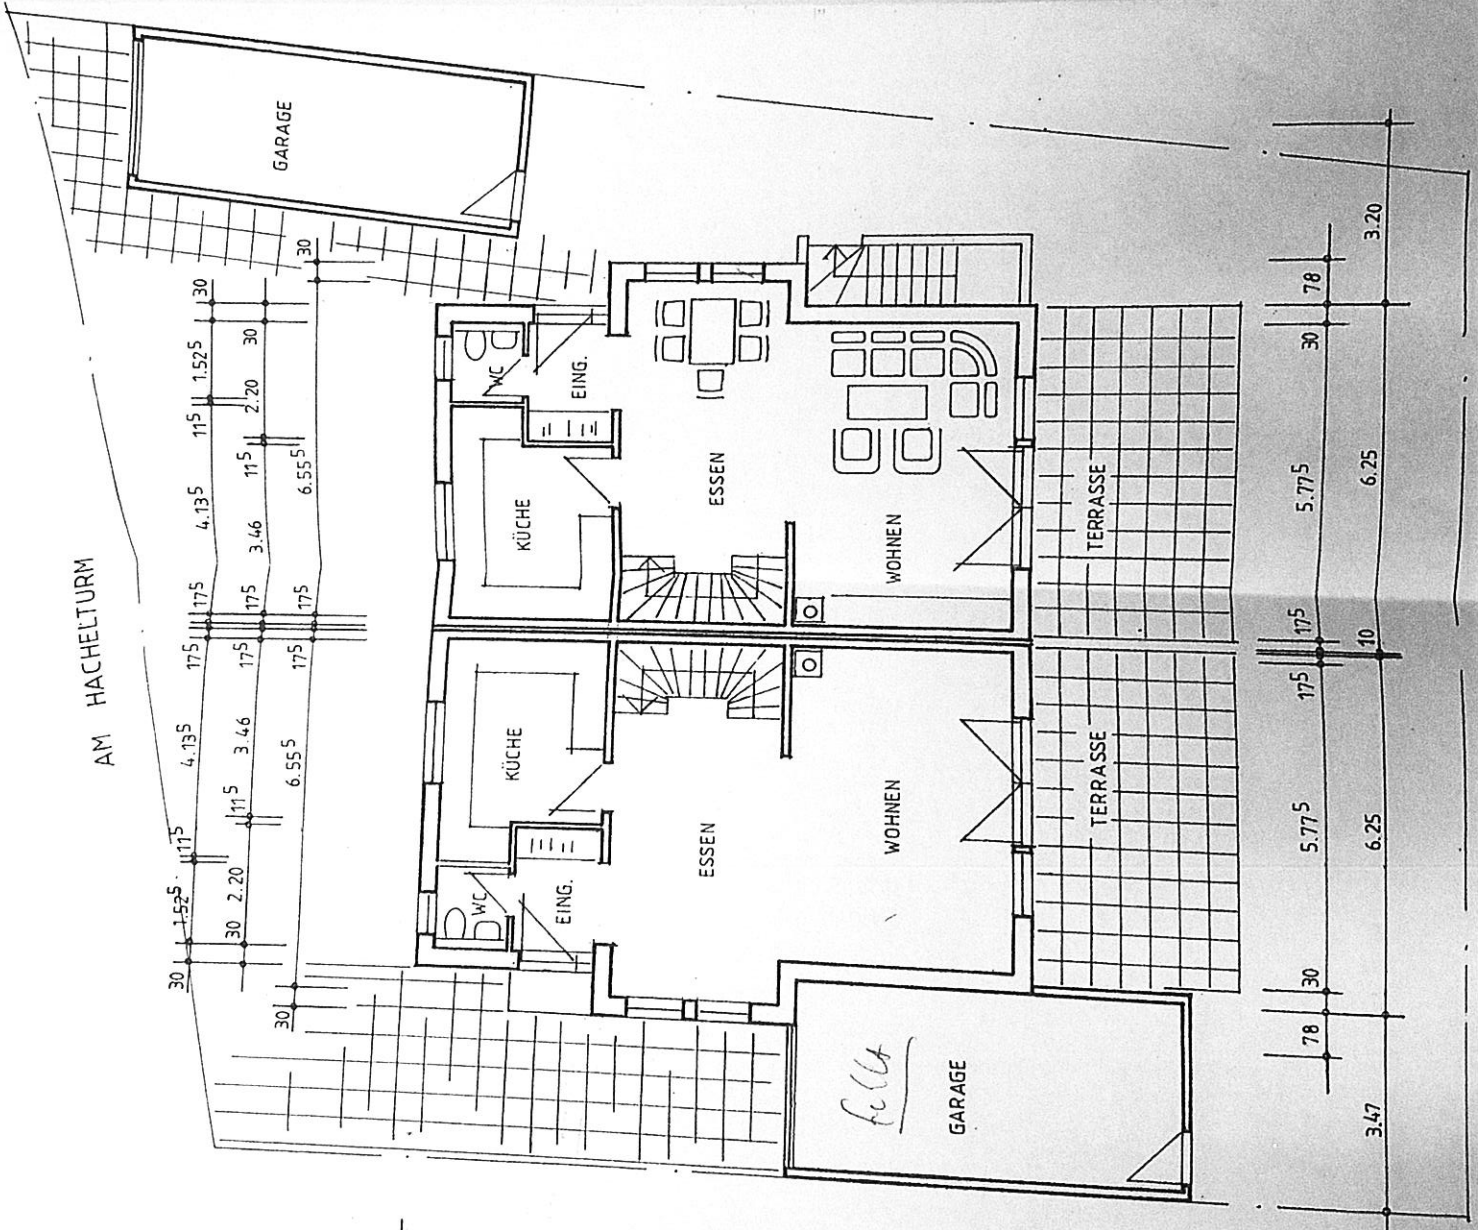 AM HACHELTURM
30
1.52⁵
11⁵
4.13⁵
17⁵
17⁵
4.13⁵
11⁵
1.52⁵
30
30
2.20
11⁵
3.46
17⁵
17⁵
3.46
11⁵
2.20
30
30
6.55⁵
17⁵
17⁵
6.55⁵
30
GARAGE
WC
EING.
KÜCHE
ESSEN
WOHNEN
TERRASSE
WC
EING.
KÜCHE
ESSEN
WOHNEN
TERRASSE
GARAGE
78
30
5.77⁵
17⁵
17⁵
5.77⁵
30
78
3.20
6.25
10
6.25
3.47